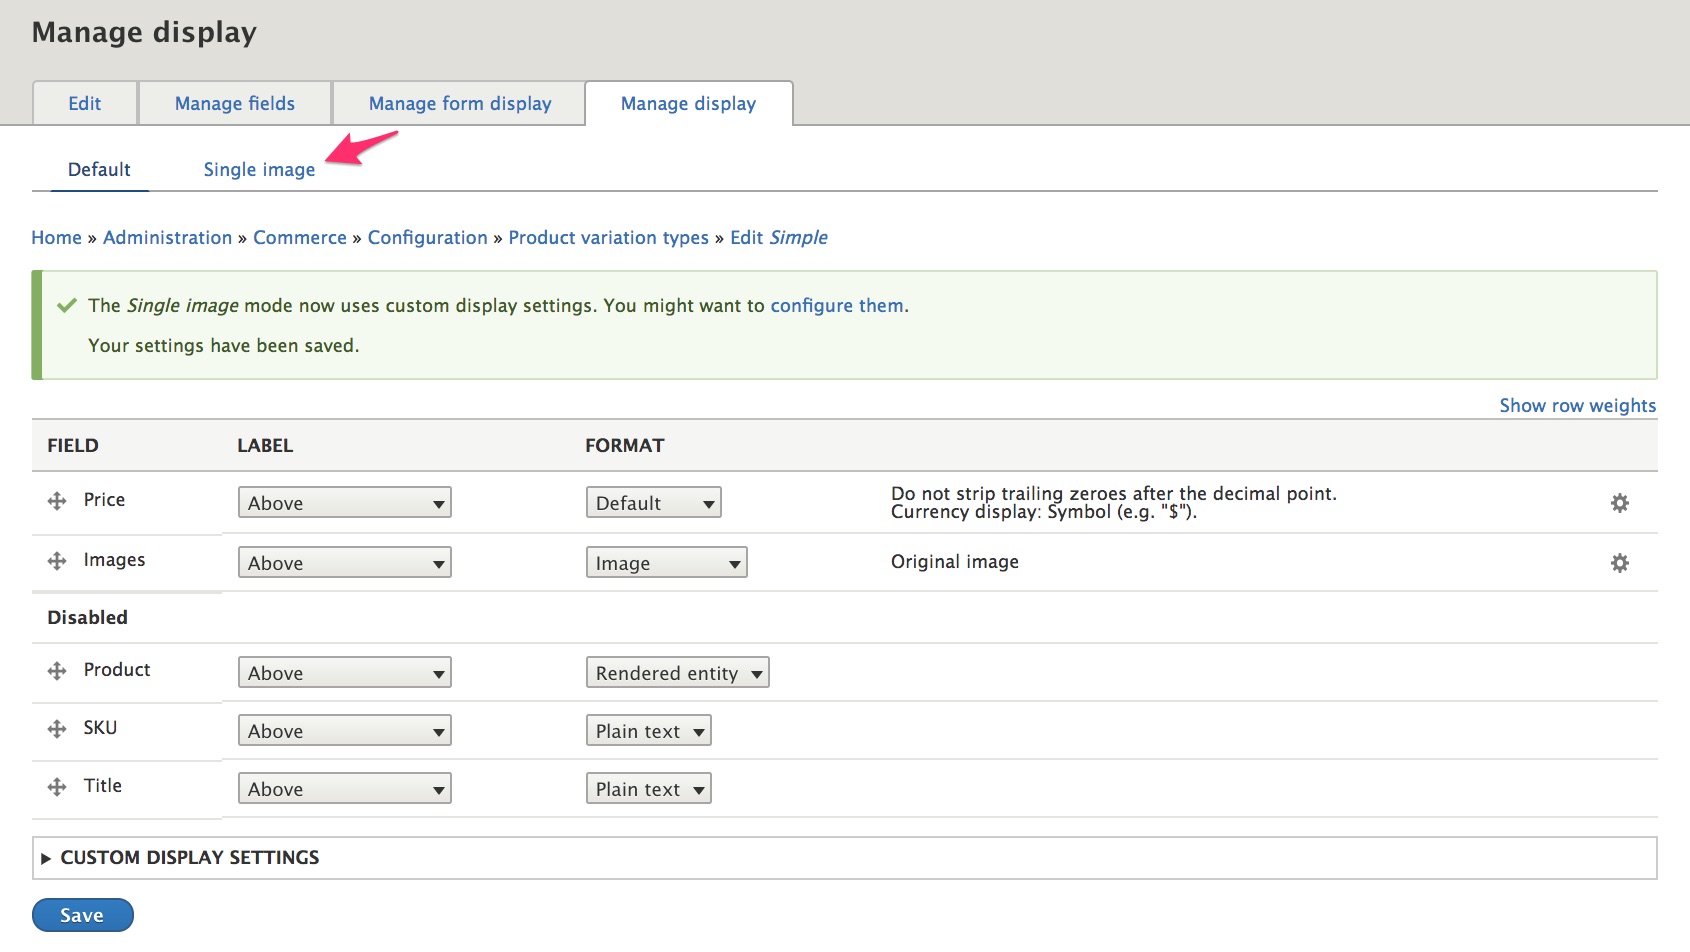 Manage display
Edit Manage fields Manage form display Manage display
Default Single image
Home » Administration » Commerce » Configuration » Product variation types » Edit Simple
The Single image mode now uses custom display settings. You might want to configure them.
Your settings have been saved.
Show row weights
FIELD LABEL FORMAT
Price Above Default Do not strip trailing zeroes after the decimal point.
Currency display: Symbol (e.g. "$").
Images Above Image Original image
Disabled
Product Above Rendered entity
SKU Above Plain text
Title Above Plain text
CUSTOM DISPLAY SETTINGS
Save